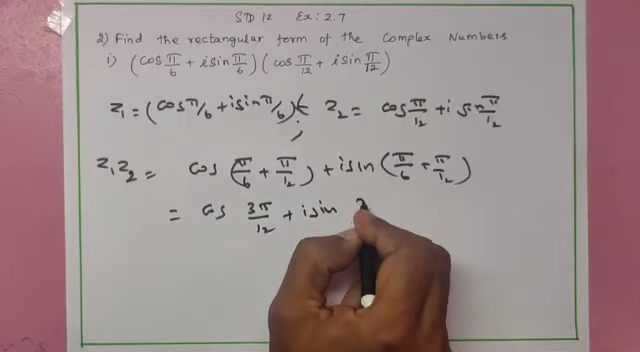 STD 12 Ex: 2.7
2) Find the rectangular form of the Complex Numbers
i) (cos π/6 + i sin π/6) (cos π/12 + i sin π/12)
Z₁ = (cos π/6 + i sin π/6) ; Z₂ = cos π/12 + i sin π/12
Z₁Z₂ = cos (π/6 + π/12) + i sin (π/6 + π/12)
= cos 3π/12 + i sin